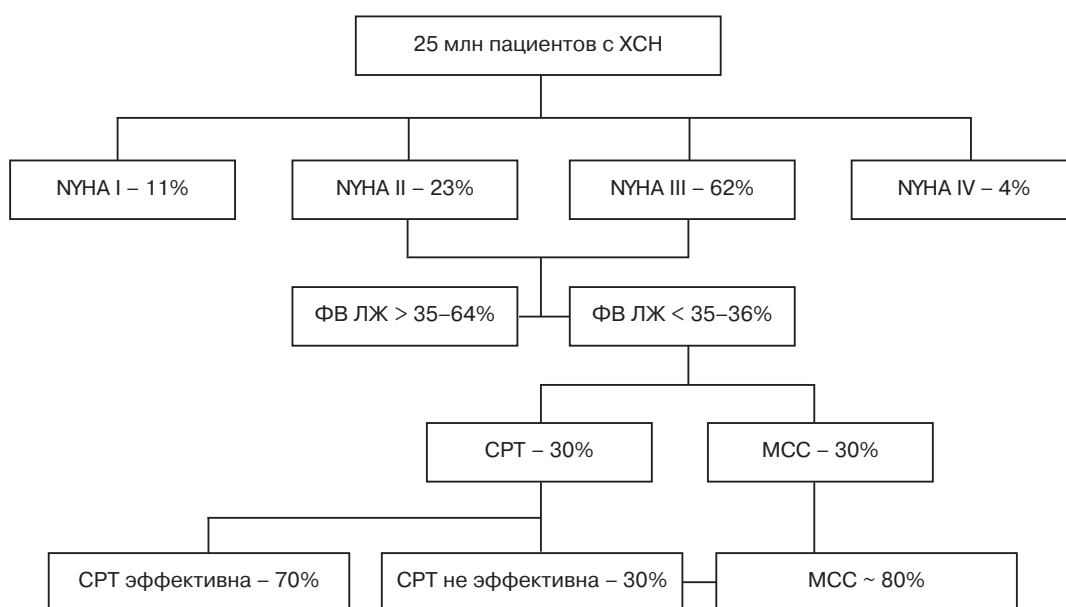 25 млн пациентов с ХСН
NYHA I – 11%
NYHA II – 23%
NYHA III – 62%
NYHA IV – 4%
ФВ ЛЖ > 35–64%
ФВ ЛЖ < 35–36%
СРТ – 30%
МСС – 30%
СРТ эффективна – 70%
СРТ не эффективна – 30%
МСС ~ 80%